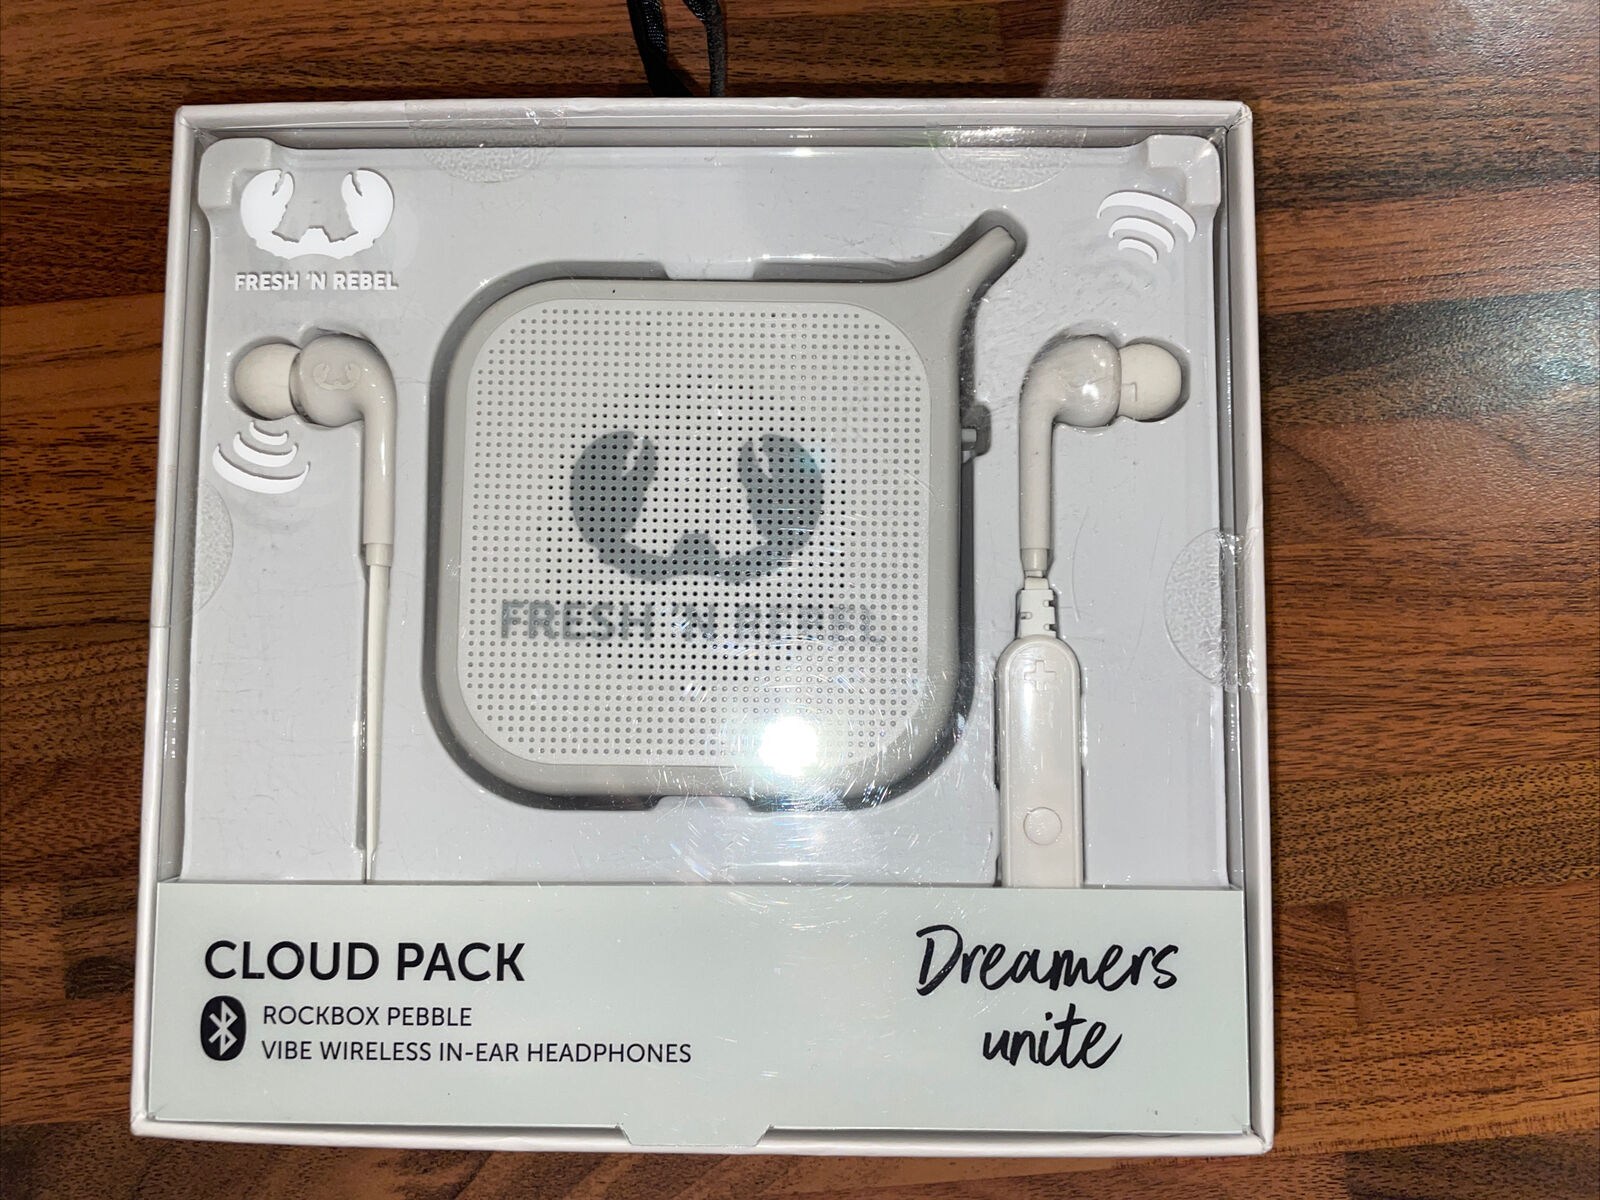 FRESH 'N REBEL
FRESH 'N REBEL
CLOUD PACK
ROCKBOX PEBBLE
VIBE WIRELESS IN-EAR HEADPHONES
Dreamers
unite